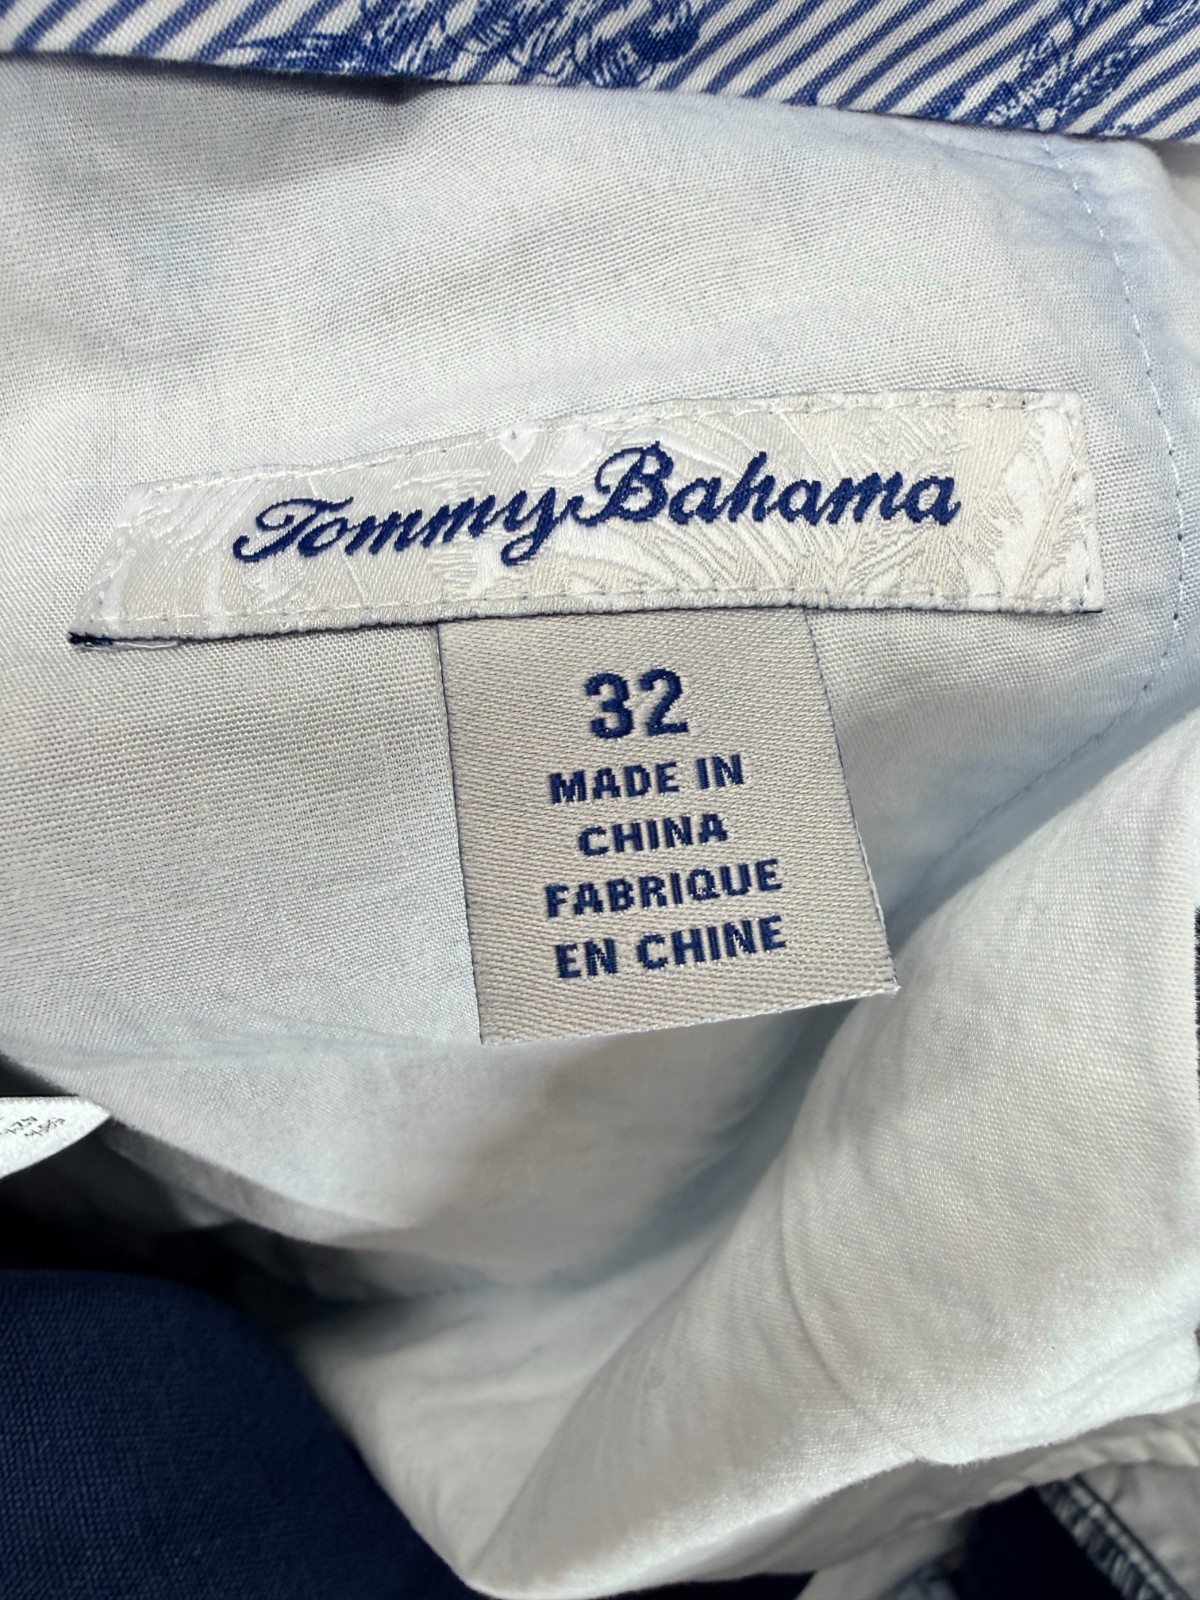 Tommy Bahama
32
MADE IN
CHINA
FABRIQUE
EN CHINE